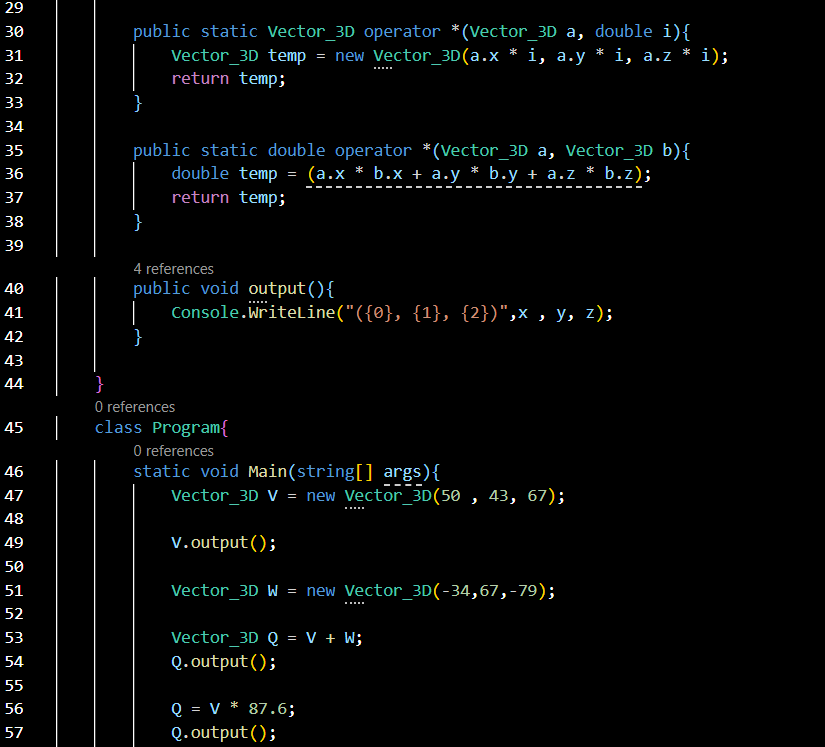 29
30 public static Vector_3D operator *(Vector_3D a, double i){
31 Vector_3D temp = new Vector_3D(a.x * i, a.y * i, a.z * i);
32 return temp;
33 }
34
35 public static double operator *(Vector_3D a, Vector_3D b){
36 double temp = (a.x * b.x + a.y * b.y + a.z * b.z);
37 return temp;
38 }
39
4 references
40 public void output(){
41 Console.WriteLine("({0}, {1}, {2})",x , y, z);
42 }
43
44 }
0 references
45 class Program{
0 references
46 static void Main(string[] args){
47 Vector_3D V = new Vector_3D(50 , 43, 67);
48
49 V.output();
50
51 Vector_3D W = new Vector_3D(-34,67,-79);
52
53 Vector_3D Q = V + W;
54 Q.output();
55
56 Q = V * 87.6;
57 Q.output();